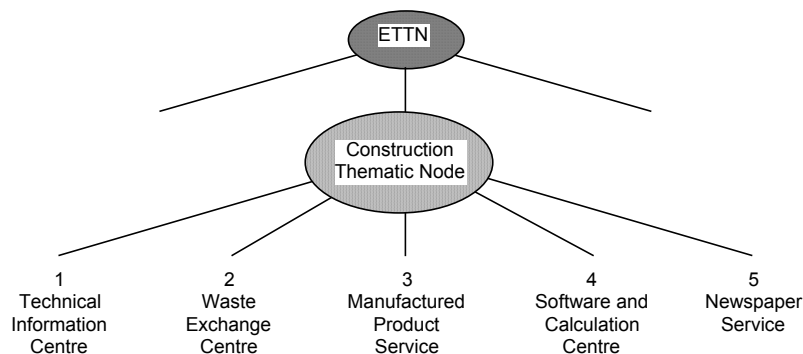 ETTN
Construction
Thematic Node
1
Technical
Information
Centre
2
Waste
Exchange
Centre
3
Manufactured
Product
Service
4
Software and
Calculation
Centre
5
Newspaper
Service